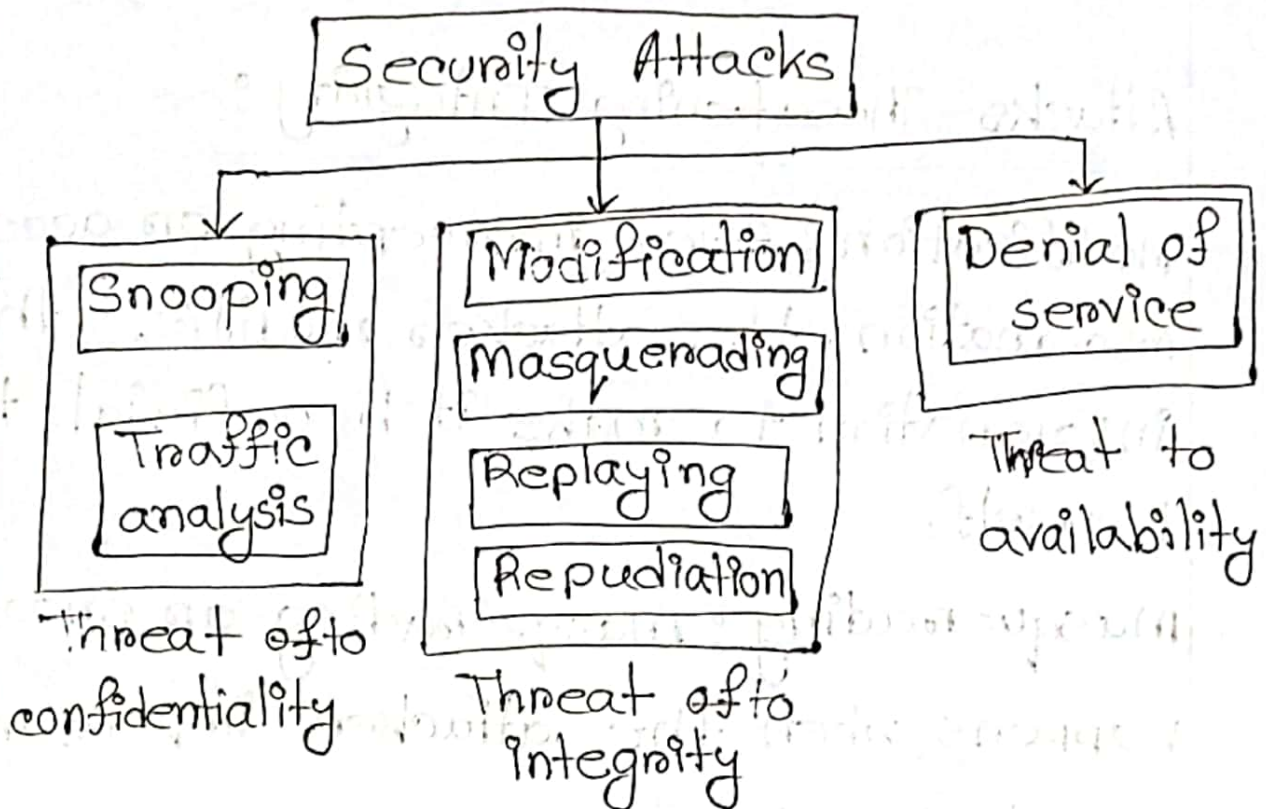 Security Attacks
Snooping
Traffic
analysis
Threat of to
confidentiality
Modification
Masquerading
Replaying
Repudiation
Threat of to
integrity
Denial of
service
Threat to
availability